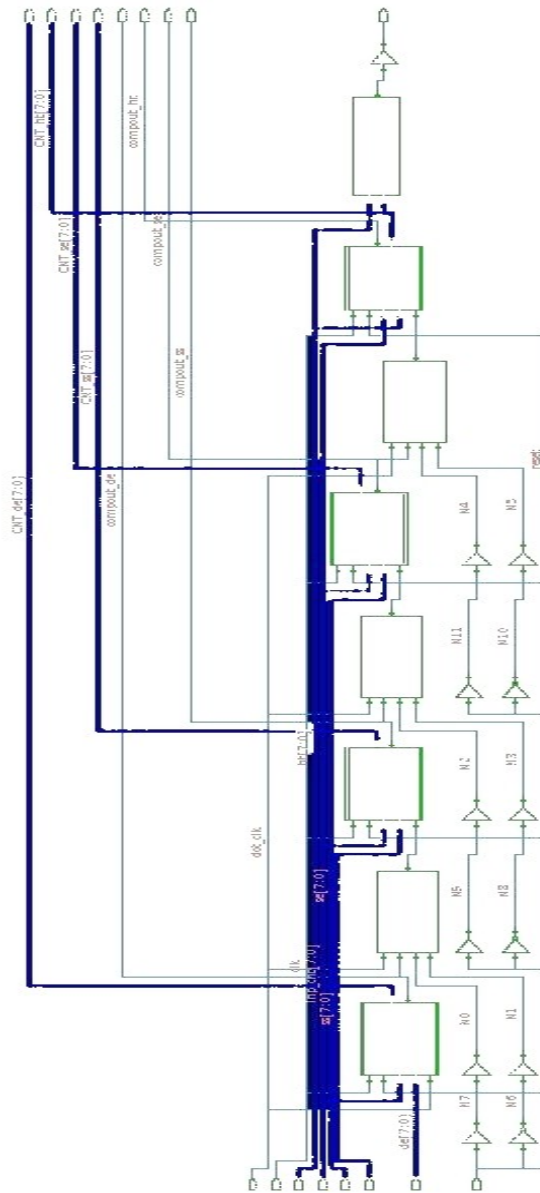 CNT_ht[7:0]
compout_hr
CNT_se[7:0]
compout_se
CNT_ss[7:0]
compout_ss
CNT_de[7:0]
compout_de
reset
N4
N5
N11
N10
ht[7:0]
N2
N3
dot_clk
se[7:0]
N9
N8
clk
ss[7:0]
N0
N1
N7
N6
de[7:0]